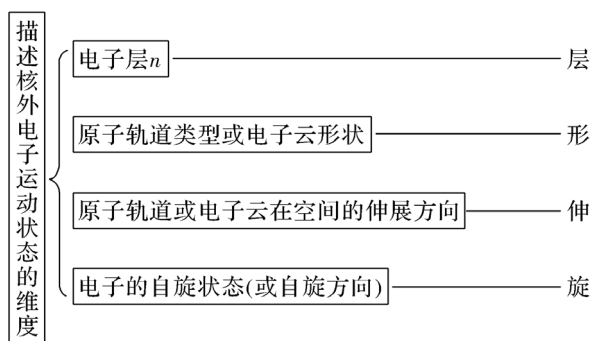 描述核外电子运动状态的维度
电子层n 层
原子轨道类型或电子云形状 形
原子轨道或电子云在空间的伸展方向 伸
电子的自旋状态(或自旋方向) 旋